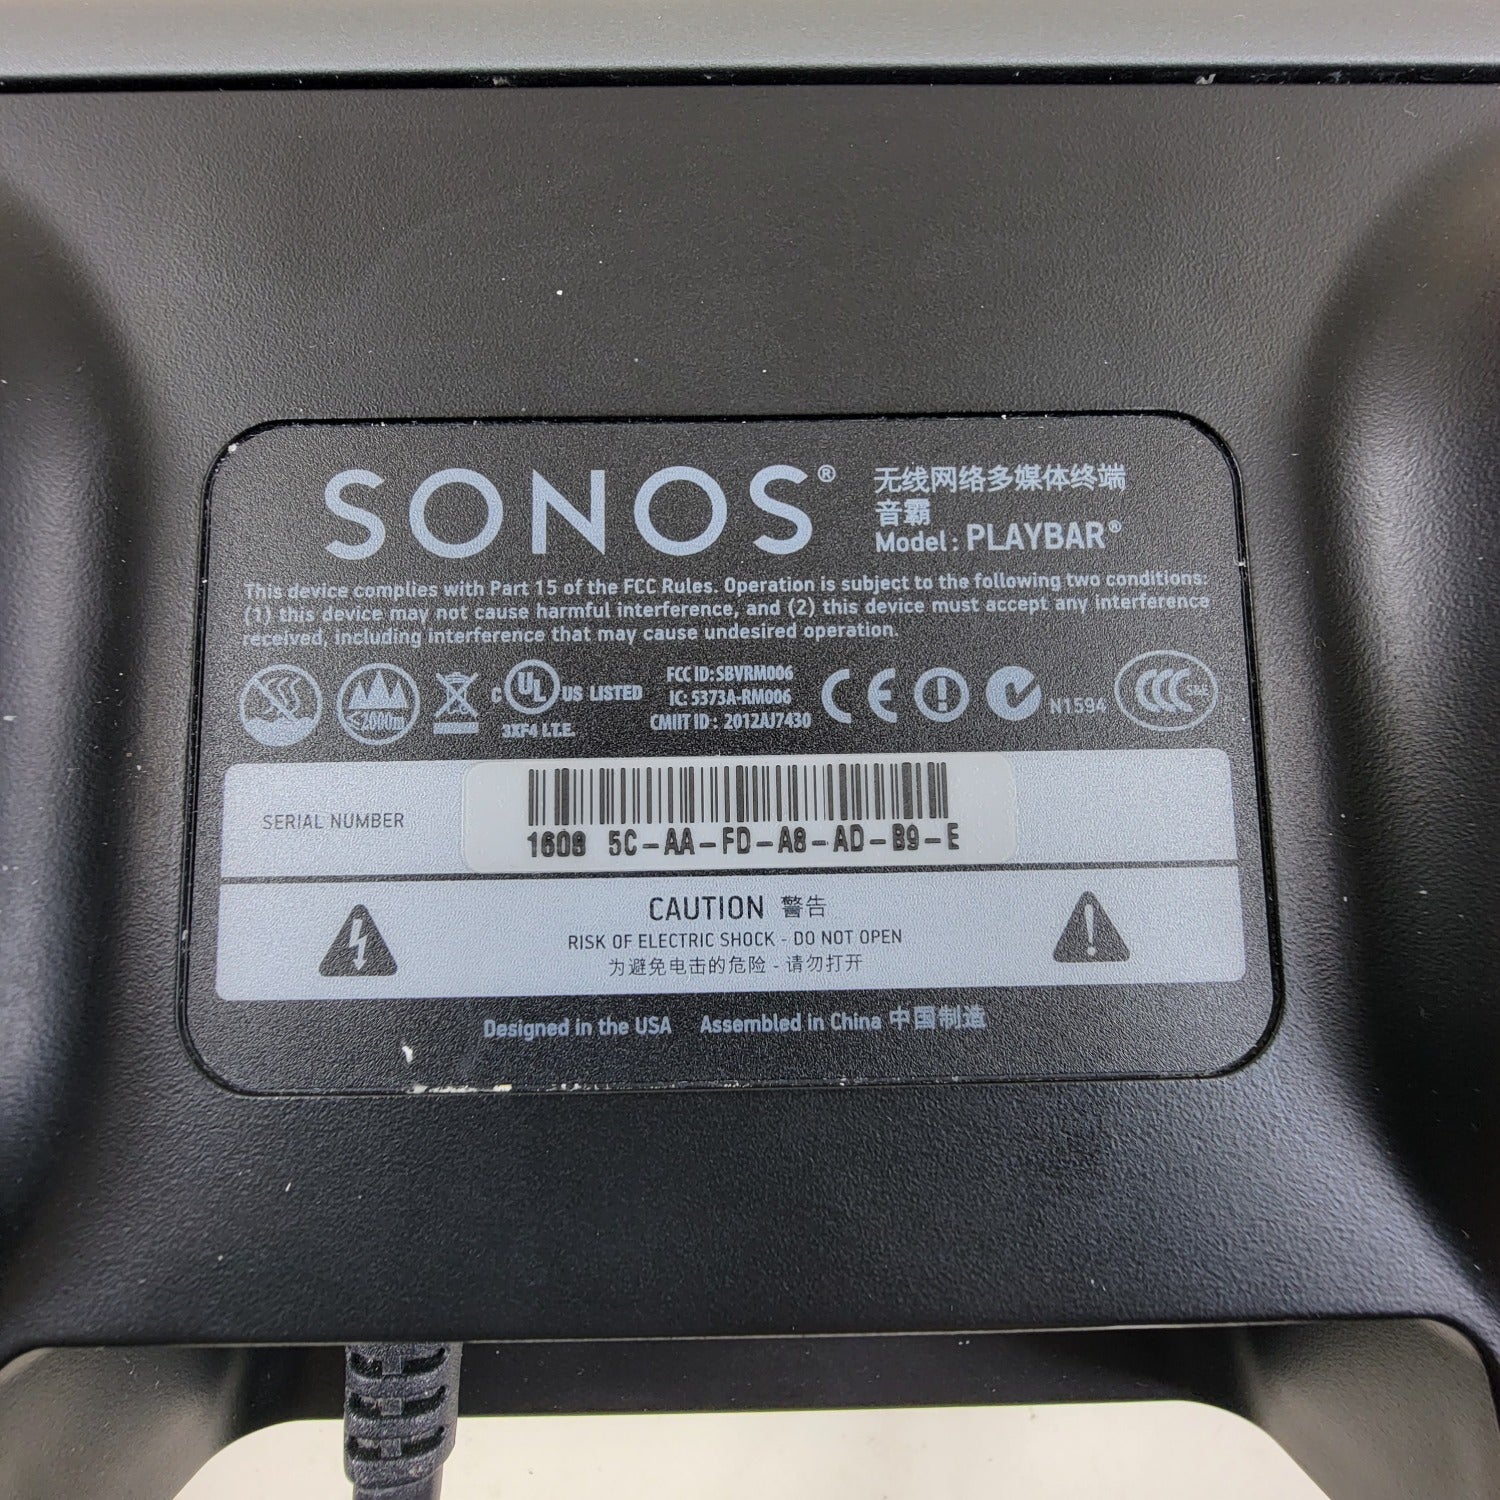 SONOS®
无线网络多媒体终端
音霸
Model: PLAYBAR®
This device complies with Part 15 of the FCC Rules. Operation is subject to the following two conditions:
(1) this device may not cause harmful interference, and (2) this device must accept any interference
received, including interference that may cause undesired operation.
<2000m
C UL US LISTED
3XF4 I.T.E.
FCC ID: SBVRM006
IC: 5373A-RM006
CMIIT ID: 2012AJ7430
CE
N1594
CCC
SERIAL NUMBER
5C-AA-FD-A8-AD-B9-E
CAUTION 警告
RISK OF ELECTRIC SHOCK - DO NOT OPEN
为避免电击的危险 - 请勿打开
Designed in the USA Assembled in China 中国制造